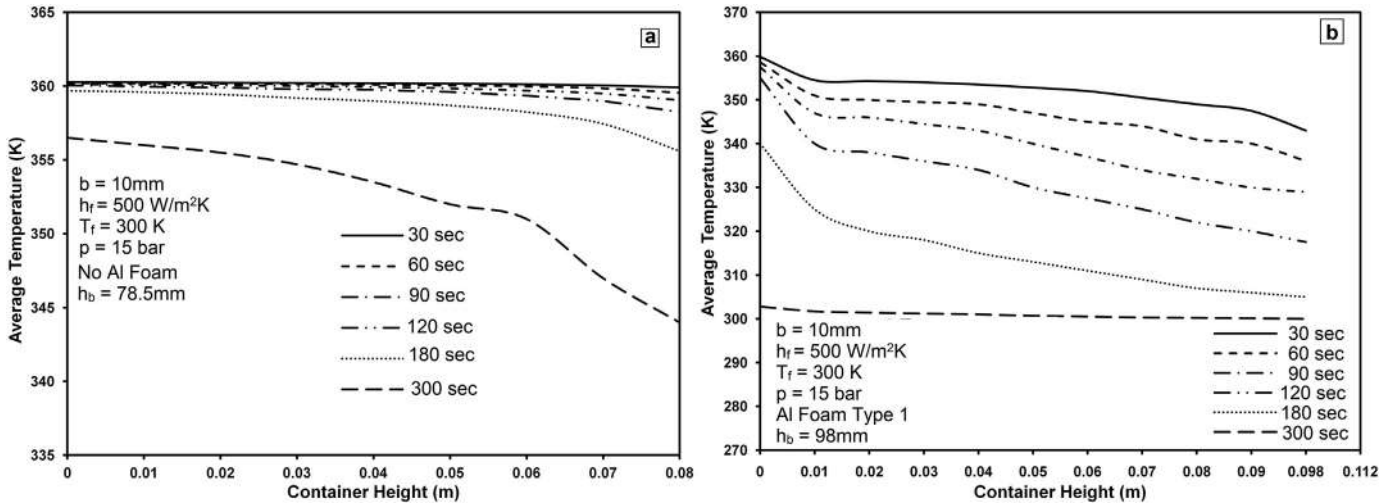 a
Average Temperature (K)
365
360
355
350
345
340
335
b = 10mm
h_f = 500 W/m²K
T_f = 300 K
p = 15 bar
No Al Foam
h_b = 78.5mm
30 sec
60 sec
90 sec
120 sec
180 sec
300 sec
0 0.01 0.02 0.03 0.04 0.05 0.06 0.07 0.08
Container Height (m)
b
Average Temperature (K)
370
360
350
340
330
320
310
300
290
280
270
b = 10mm
h_f = 500 W/m²K
T_f = 300 K
p = 15 bar
Al Foam Type 1
h_b = 98mm
30 sec
60 sec
90 sec
120 sec
180 sec
300 sec
0 0.01 0.02 0.03 0.04 0.05 0.06 0.07 0.08 0.09 0.098 0.112
Container Height (m)